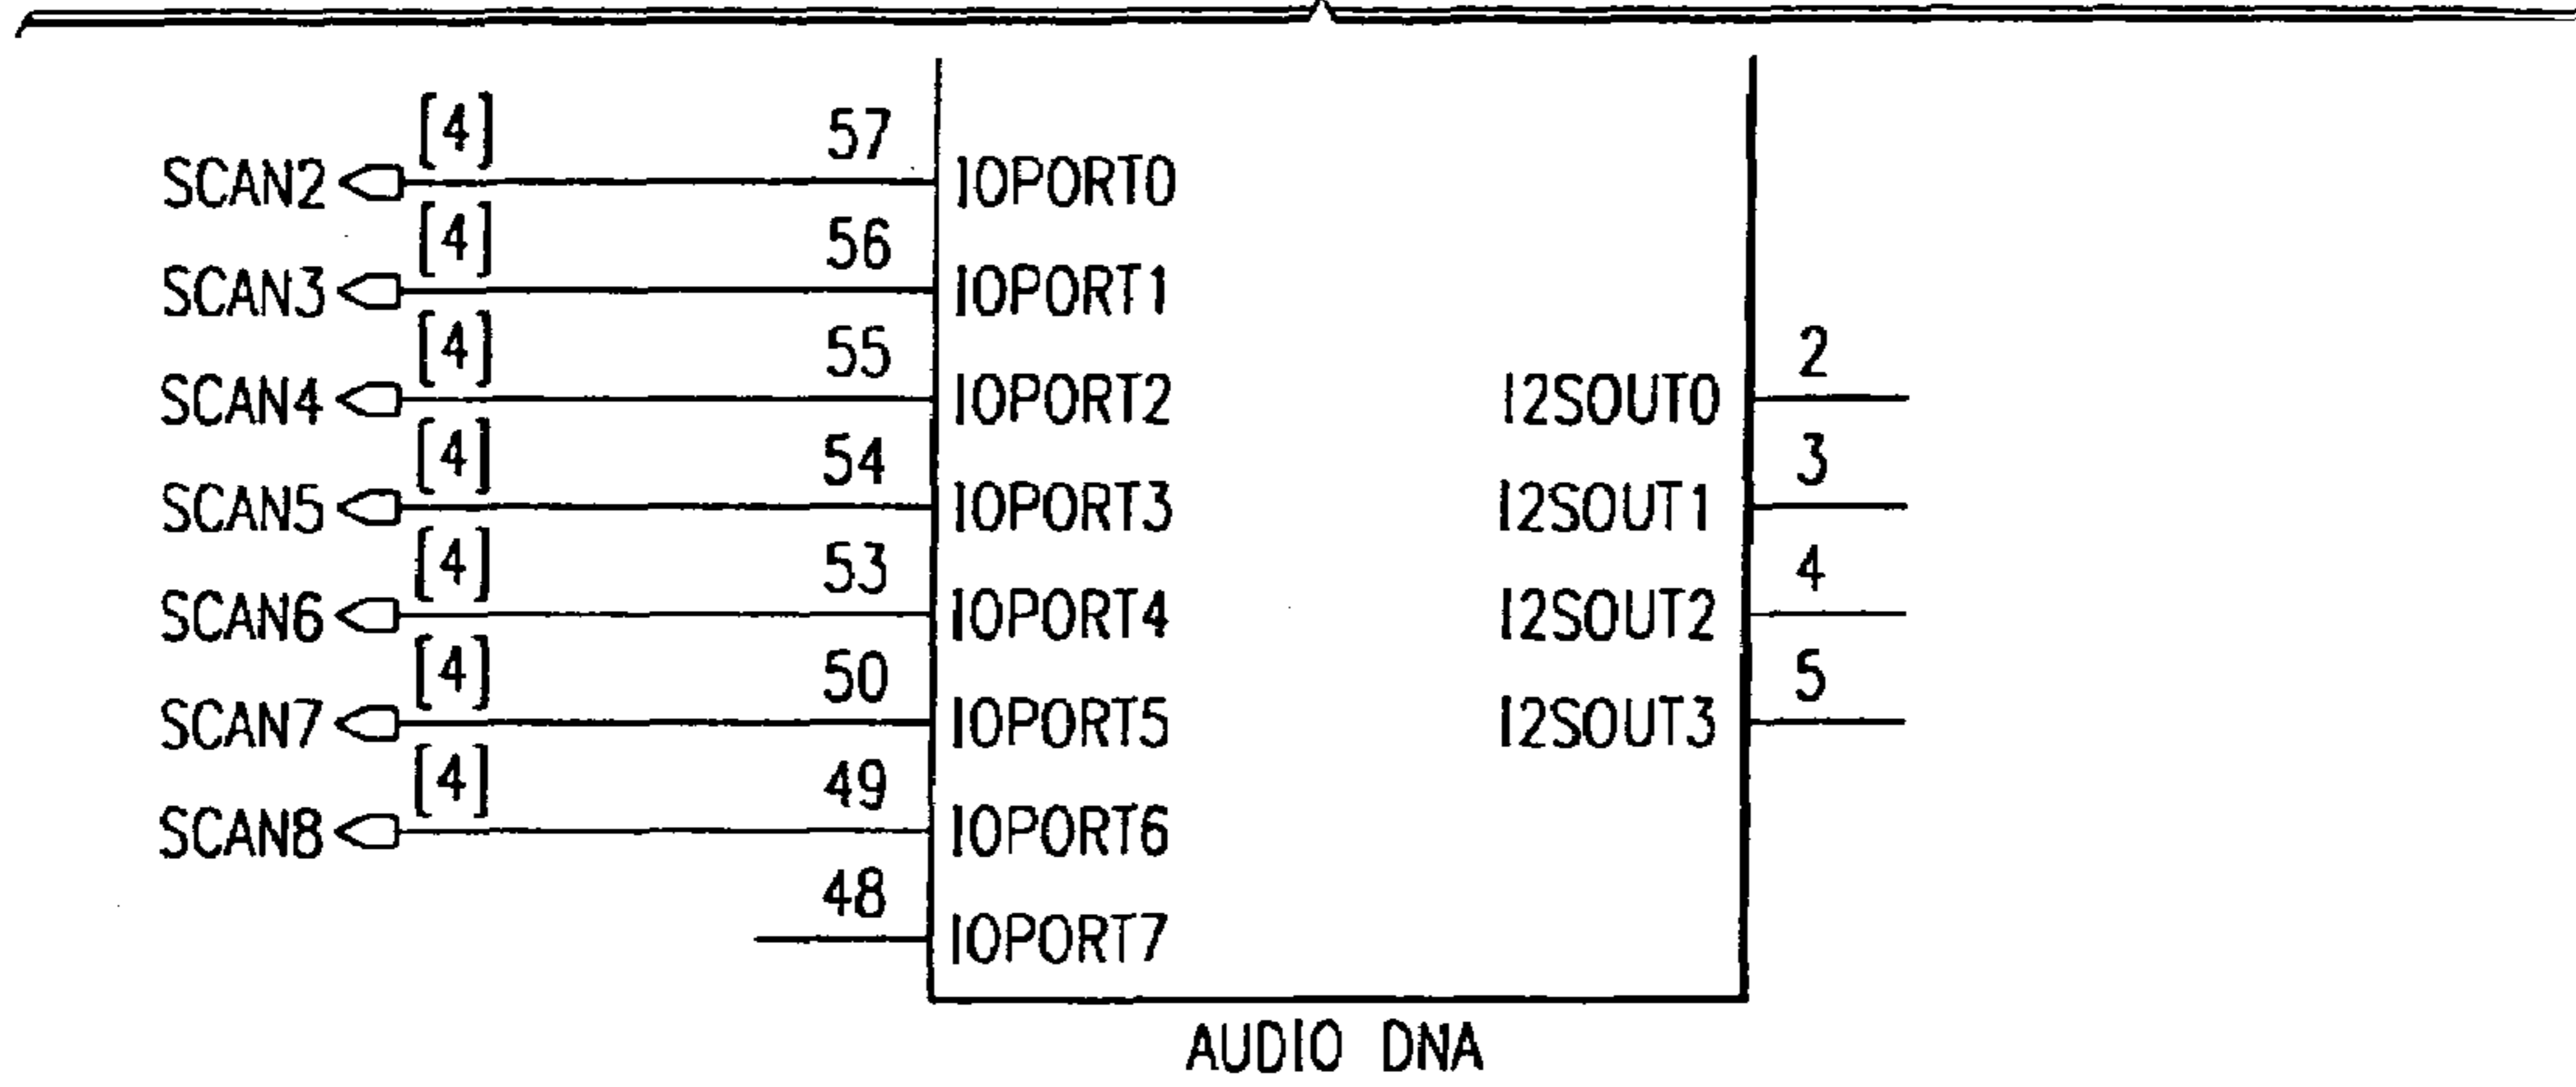 [4] 57
SCAN2 IOPORT0
[4] 56
SCAN3 IOPORT1
[4] 55 2
SCAN4 IOPORT2 I2SOUT0
[4] 54 3
SCAN5 IOPORT3 I2SOUT1
[4] 53 4
SCAN6 IOPORT4 I2SOUT2
[4] 50 5
SCAN7 IOPORT5 I2SOUT3
[4] 49
SCAN8 IOPORT6
48
IOPORT7
AUDIO DNA